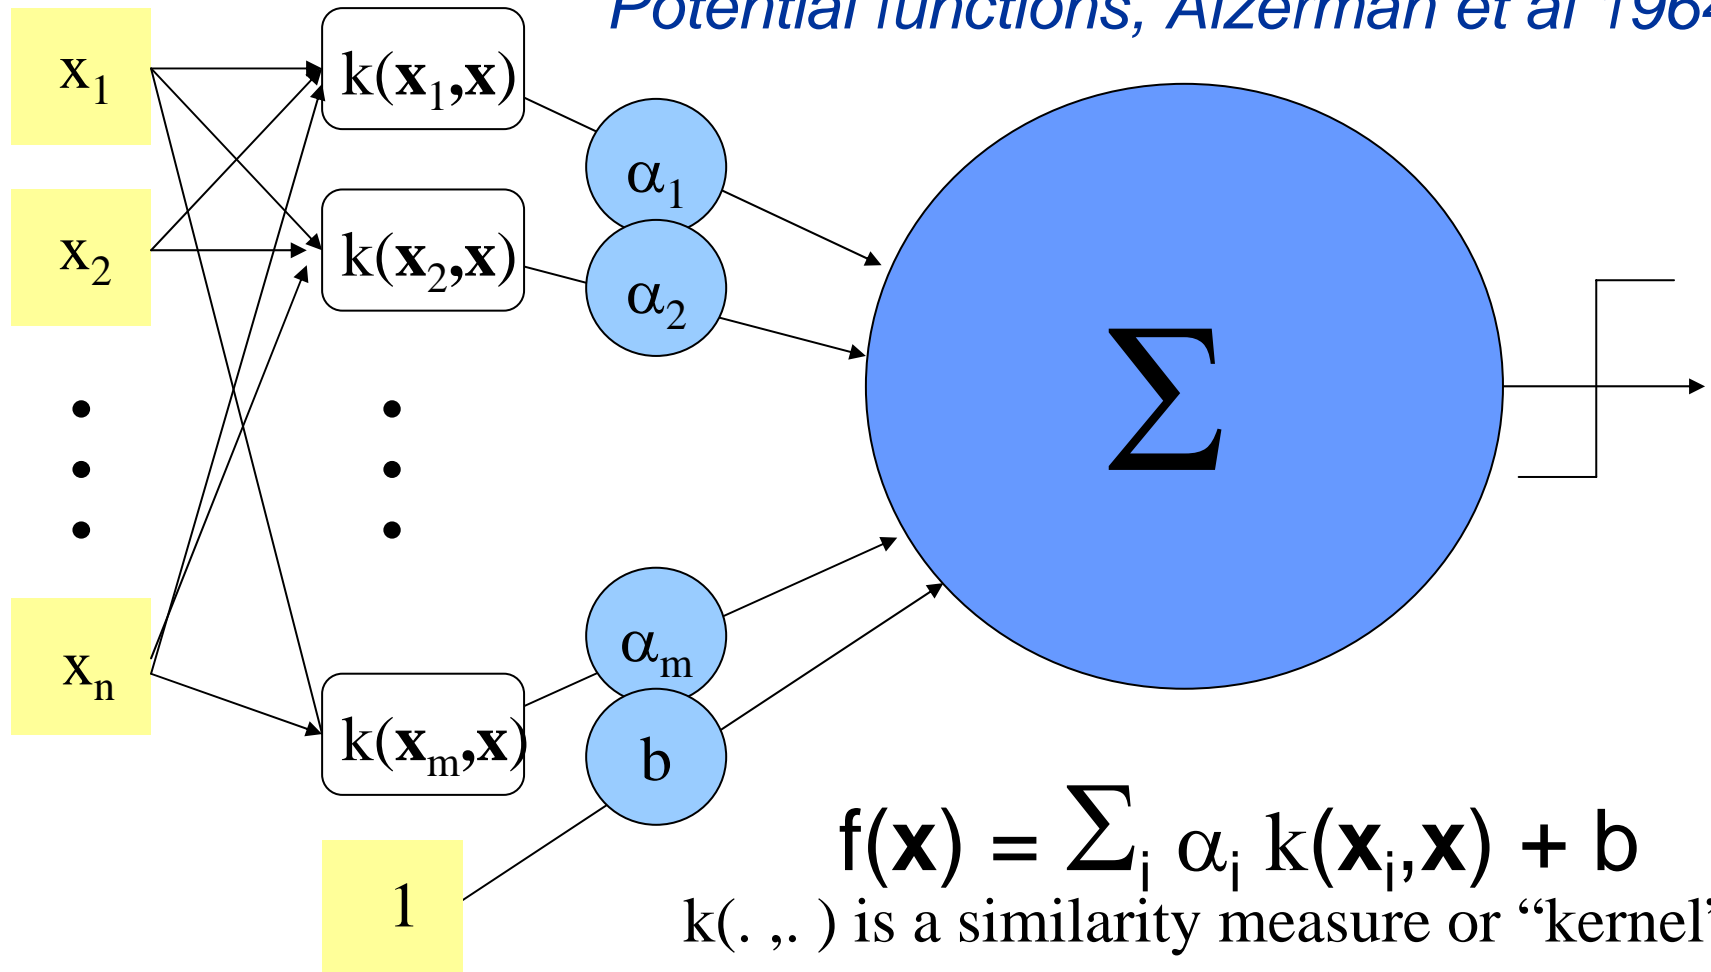 Potential functions, Aizerman et al 1964
x₁
k(x₁,x)
α₁
x₂
k(x₂,x)
α₂
Σ
xₙ
k(xₘ,x)
αₘ
b
1
f(x) = Σᵢ αᵢ k(xᵢ,x) + b
k(. ,. ) is a similarity measure or “kernel”